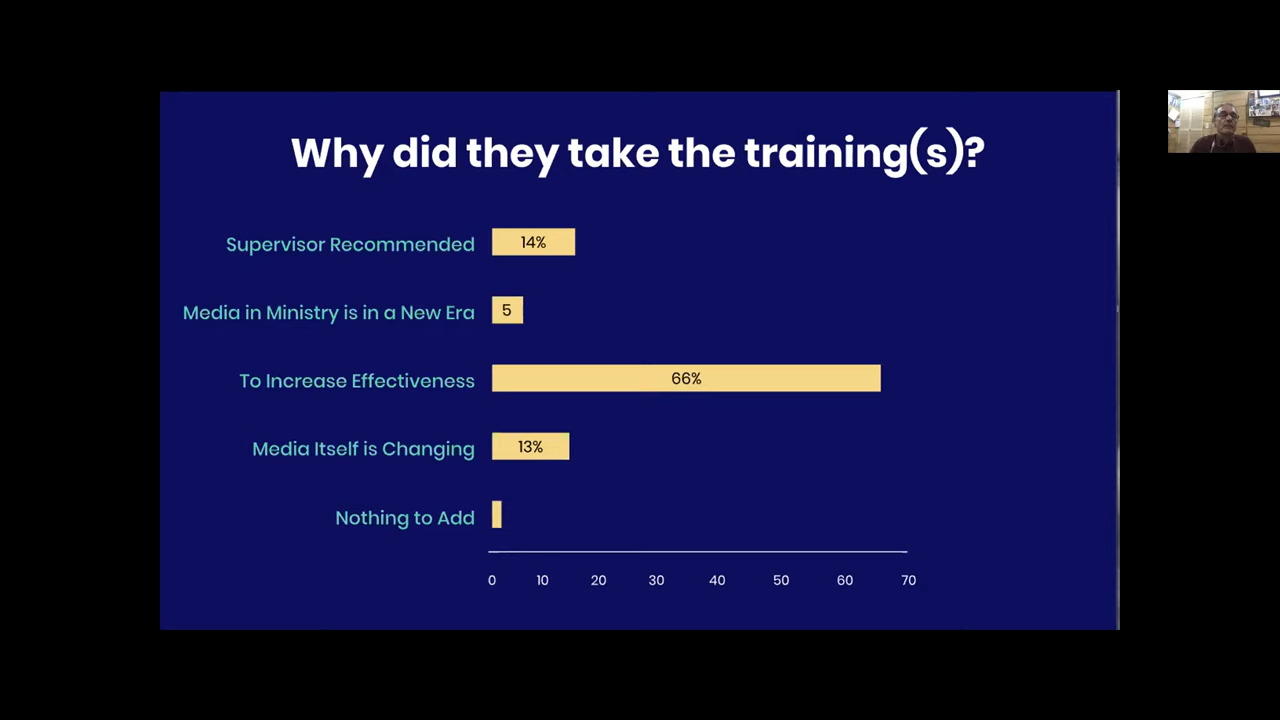 Why did they take the training(s)?
Supervisor Recommended 14%
Media in Ministry is in a New Era 5
To Increase Effectiveness 66%
Media Itself is Changing 13%
Nothing to Add
0 10 20 30 40 50 60 70